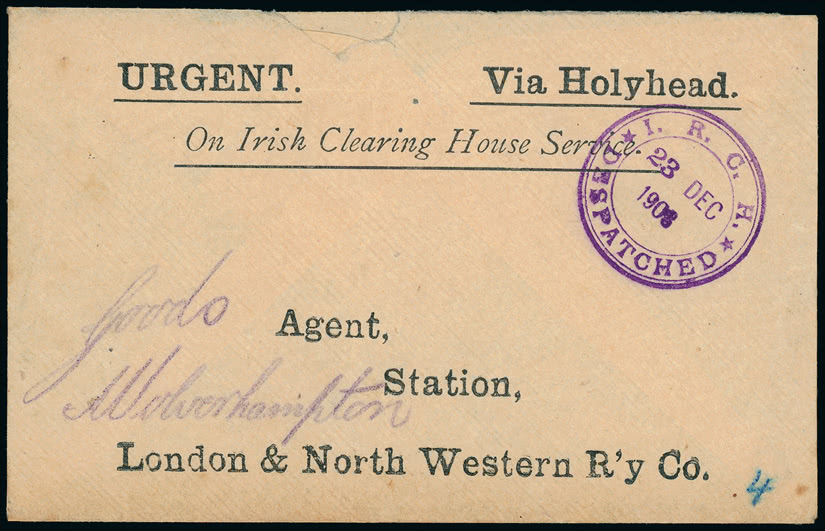 URGENT. Via Holyhead.
On Irish Clearing House Service.
★ I. R. C. H. ★
DESPATCHED
23 DEC
Goods Agent,
Wolverhampton Station,
London & North Western R'y Co.
4